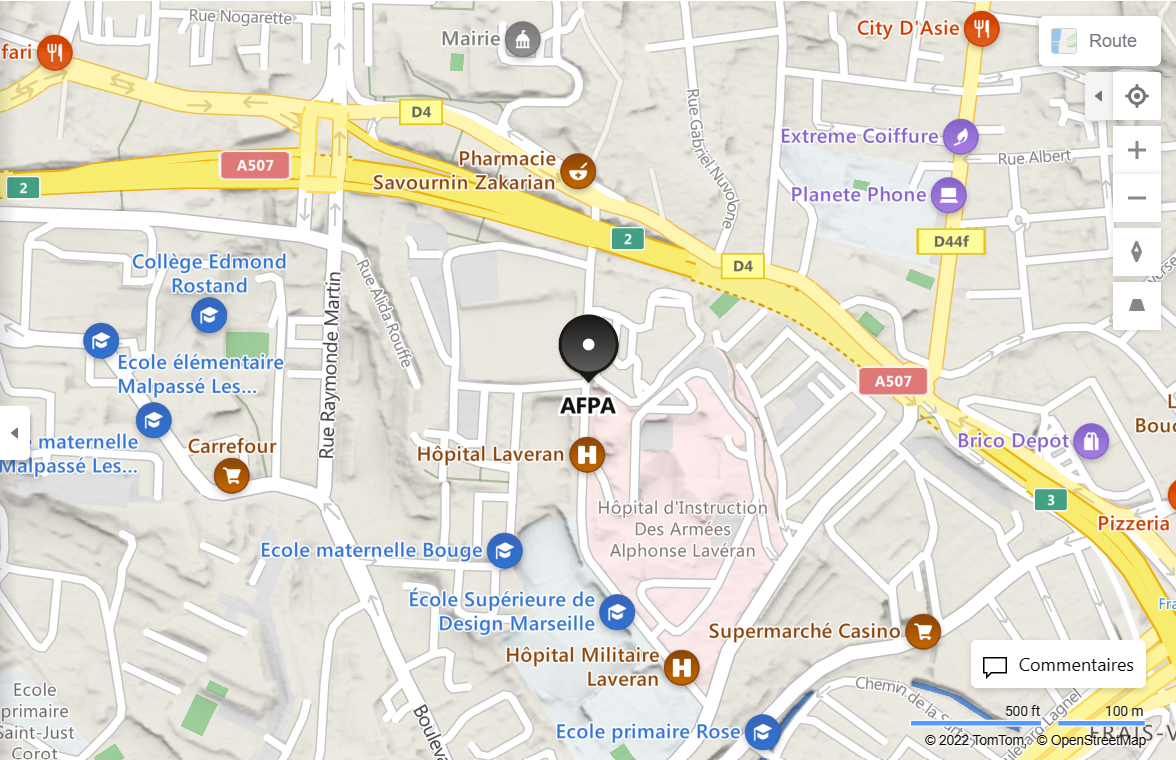 Rue Nogarette
Mairie
City D'Asie
Route
fari
D4
Rue Gabriel Nuvolone
Extreme Coiffure
Rue Albert
A507
Pharmacie
Savournin Zakarian
2
Planete Phone
2
D44f
D4
Collège Edmond
Rostand
Rue Alida Rouffe
Rue Raymonde Martin
Ecole élémentaire
Malpassé Les...
A507
AFPA
e maternelle
Malpassé Les...
Carrefour
Hôpital Laveran
H
Brico Depot
Bouc
3
Hôpital d'Instruction
Des Armées
Alphonse Lavéran
Pizzeria
Ecole maternelle Bouge
École Supérieure de
Design Marseille
Fra
Supermarché Casino
Hôpital Militaire
Laveran
H
Commentaires
Ecole
primaire
Saint-Just
Corot
Bouleva
Chemin de la
Lagnel
500 ft
100 m
Ecole primaire Rose
FRAIS-V
© 2022 TomTom, © OpenStreetMap